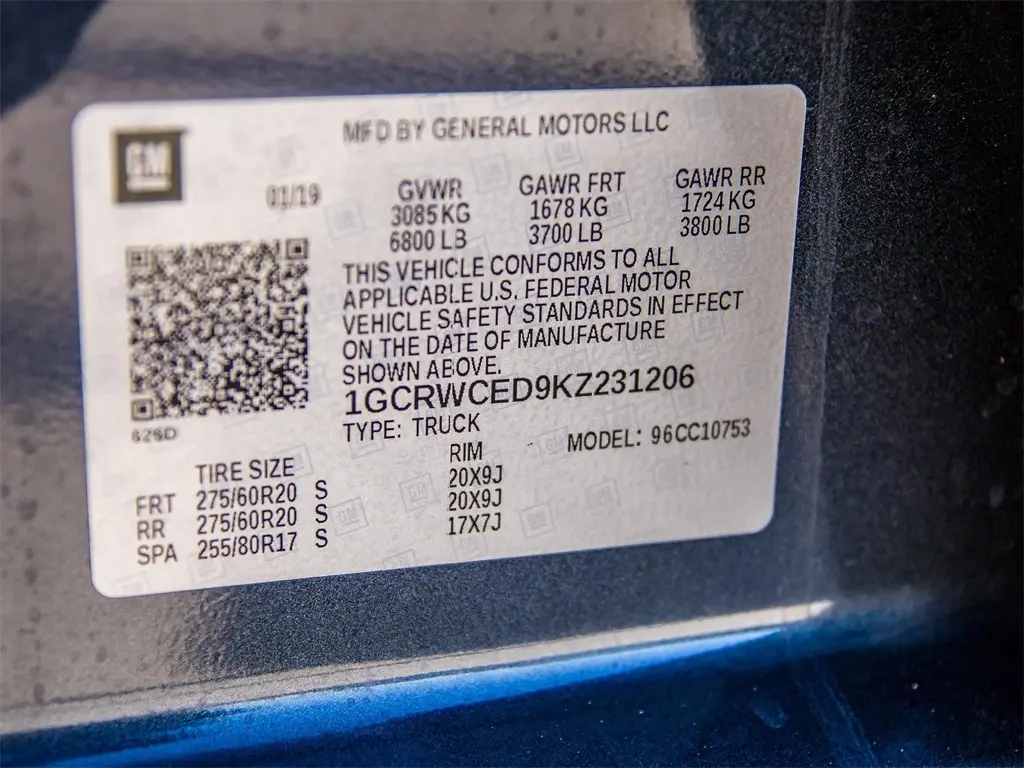 GM
MFD BY GENERAL MOTORS LLC
01/19 GVWR GAWR FRT GAWR RR
3085 KG 1678 KG 1724 KG
6800 LB 3700 LB 3800 LB
THIS VEHICLE CONFORMS TO ALL
APPLICABLE U.S. FEDERAL MOTOR
VEHICLE SAFETY STANDARDS IN EFFECT
ON THE DATE OF MANUFACTURE
SHOWN ABOVE.
1GCRWCED9KZ231206
626D
TYPE: TRUCK MODEL: 96CC10753
TIRE SIZE RIM
FRT 275/60R20 S 20X9J
RR 275/60R20 S 20X9J
SPA 255/80R17 S 17X7J